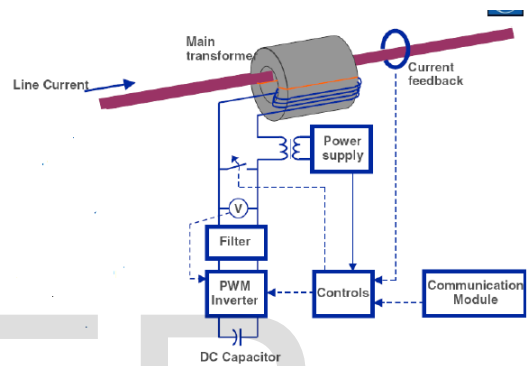 Main
transforme
Line Current
Current
feedback
Power
supply
V
Filter
PWM
Inverter
Controls
Communication
Module
DC Capacitor